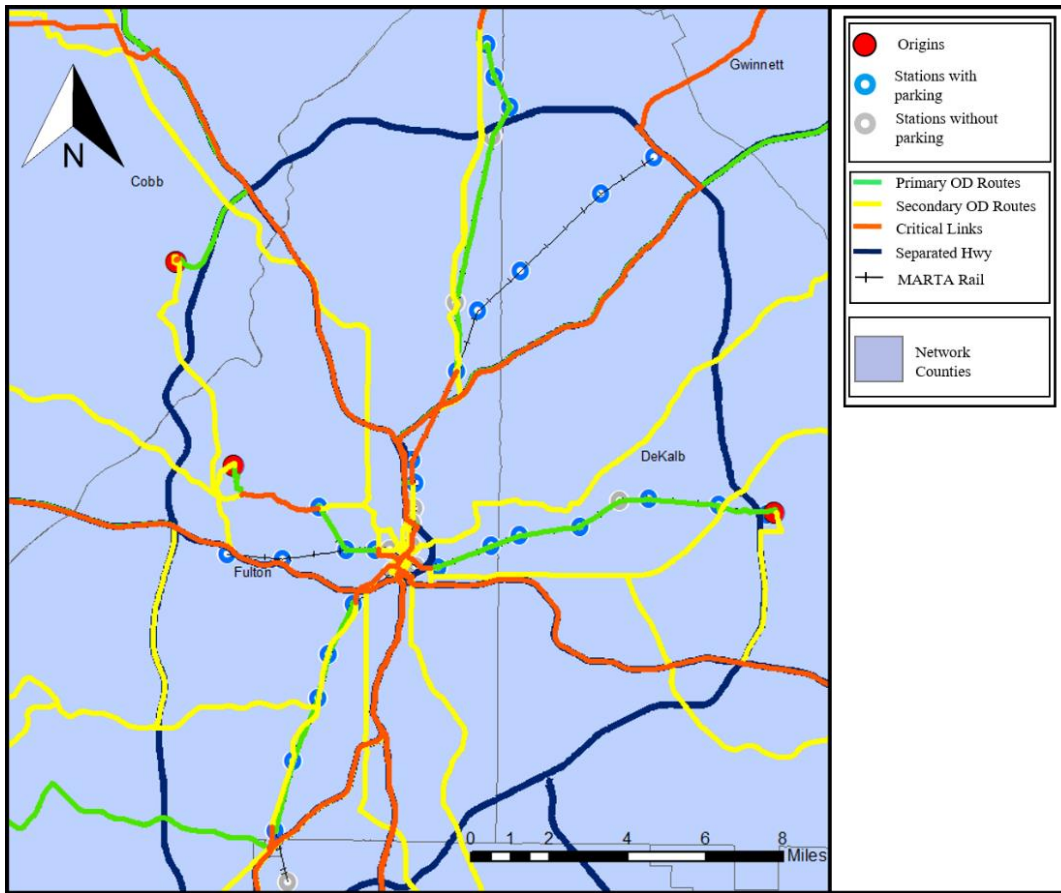 Gwinnett
N
Cobb
DeKalb
Fulton
0 1 2 4 6 8
Miles
Origins
Stations with
parking
Stations without
parking
Primary OD Routes
Secondary OD Routes
Critical Links
Separated Hwy
MARTA Rail
Network
Counties